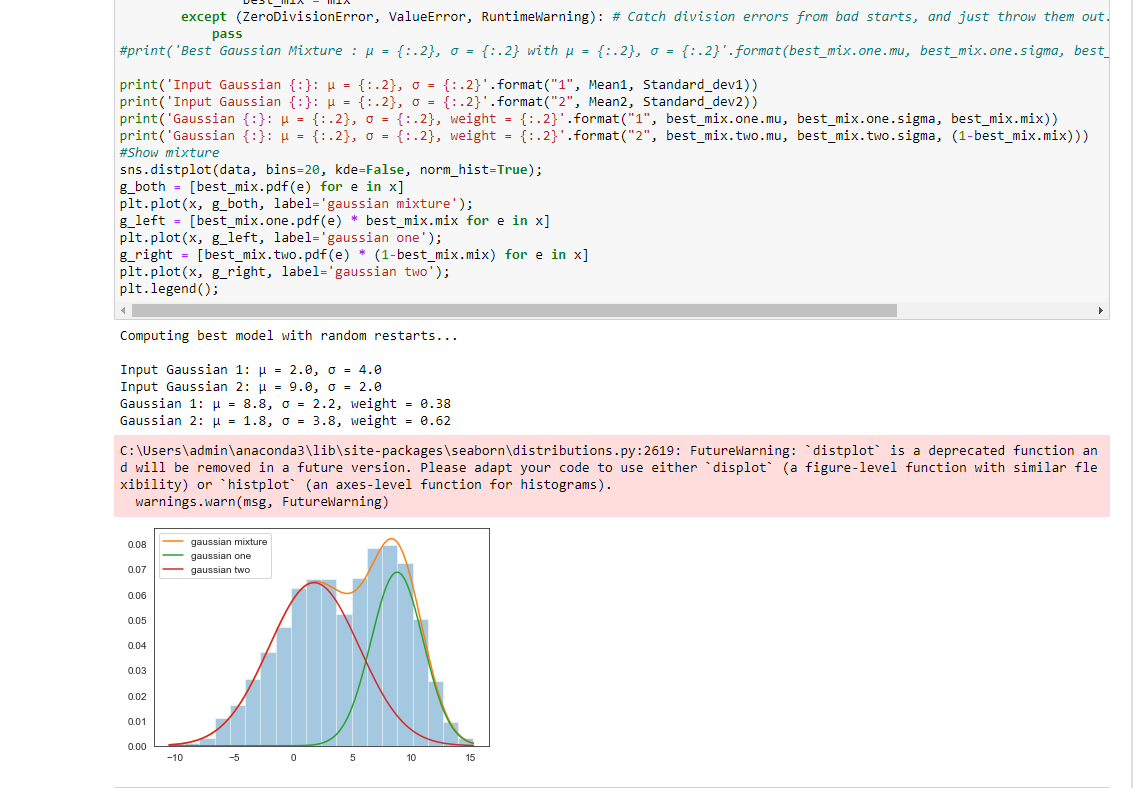 except (ZeroDivisionError, ValueError, RuntimeWarning): # Catch division errors from bad starts, and just throw them out.
pass
#print('Best Gaussian Mixture : μ = {:.2}, σ = {:.2} with μ = {:.2}, σ = {:.2}'.format(best_mix.one.mu, best_mix.one.sigma, best_
print('Input Gaussian {:}: μ = {:.2}, σ = {:.2}'.format("1", Mean1, Standard_dev1))
print('Input Gaussian {:}: μ = {:.2}, σ = {:.2}'.format("2", Mean2, Standard_dev2))
print('Gaussian {:}: μ = {:.2}, σ = {:.2}, weight = {:.2}'.format("1", best_mix.one.mu, best_mix.one.sigma, best_mix.mix))
print('Gaussian {:}: μ = {:.2}, σ = {:.2}, weight = {:.2}'.format("2", best_mix.two.mu, best_mix.two.sigma, (1-best_mix.mix)))
#Show mixture
sns.distplot(data, bins=20, kde=False, norm_hist=True);
g_both = [best_mix.pdf(e) for e in x]
plt.plot(x, g_both, label='gaussian mixture');
g_left = [best_mix.one.pdf(e) * best_mix.mix for e in x]
plt.plot(x, g_left, label='gaussian one');
g_right = [best_mix.two.pdf(e) * (1-best_mix.mix) for e in x]
plt.plot(x, g_right, label='gaussian two');
plt.legend();
Computing best model with random restarts...
Input Gaussian 1: μ = 2.0, σ = 4.0
Input Gaussian 2: μ = 9.0, σ = 2.0
Gaussian 1: μ = 8.8, σ = 2.2, weight = 0.38
Gaussian 2: μ = 1.8, σ = 3.8, weight = 0.62
C:\Users\admin\anaconda3\lib\site-packages\seaborn\distributions.py:2619: FutureWarning: `distplot` is a deprecated function an
d will be removed in a future version. Please adapt your code to use either `displot` (a figure-level function with similar fle
xibility) or `histplot` (an axes-level function for histograms).
warnings.warn(msg, FutureWarning)
gaussian mixture
gaussian one
gaussian two
0.08
0.07
0.06
0.05
0.04
0.03
0.02
0.01
0.00
−10 −5 0 5 10 15